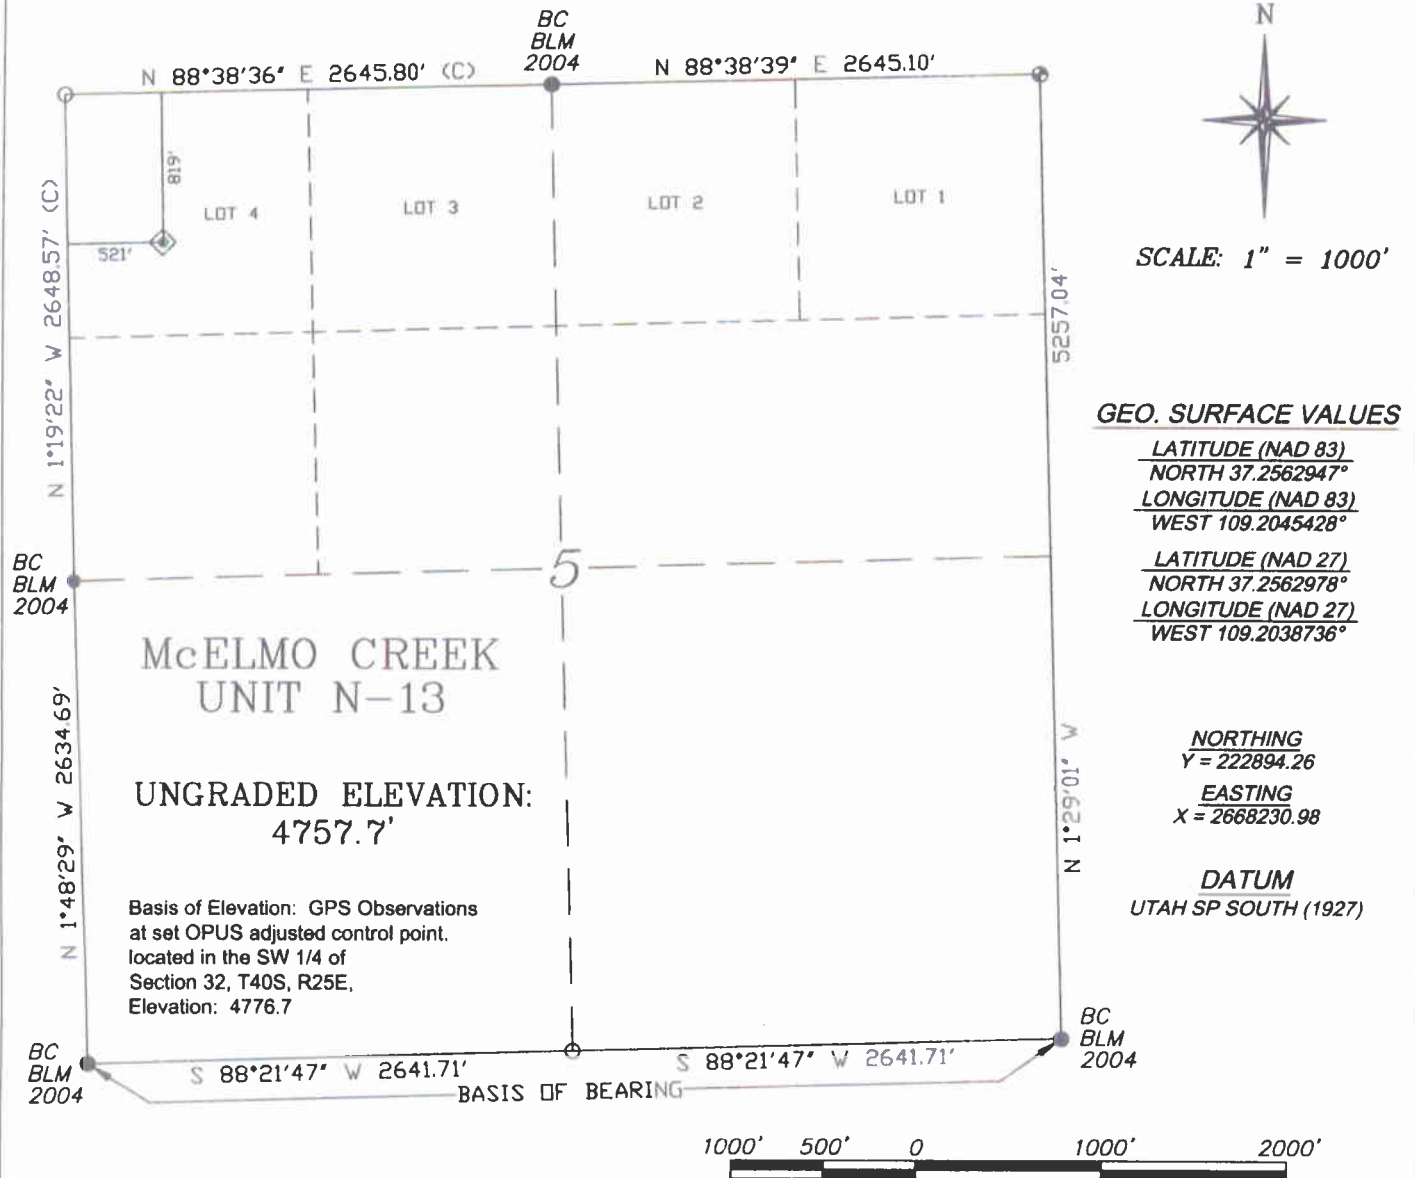 BC
BLM
2004
N 88°38'36" E 2645.80' (C)
N 88°38'39" E 2645.10'
N
819'
521'
LOT 4
LOT 3
LOT 2
LOT 1
N 1°19'22" W 2648.57' (C)
5257.04'
SCALE: 1" = 1000'
GEO. SURFACE VALUES
LATITUDE (NAD 83)
NORTH 37.2562947°
LONGITUDE (NAD 83)
WEST 109.2045428°
LATITUDE (NAD 27)
NORTH 37.2562978°
LONGITUDE (NAD 27)
WEST 109.2038736°
BC
BLM
2004
5
McELMO CREEK
UNIT N-13
N 1°48'29" W 2634.69'
UNGRADED ELEVATION:
4757.7'
N 1°29'01" W
NORTHING
Y = 222894.26
EASTING
X = 2668230.98
DATUM
UTAH SP SOUTH (1927)
Basis of Elevation: GPS Observations
at set OPUS adjusted control point.
located in the SW 1/4 of
Section 32, T40S, R25E,
Elevation: 4776.7
BC
BLM
2004
S 88°21'47" W 2641.71'
S 88°21'47" W 2641.71'
BC
BLM
2004
BASIS OF BEARING
1000' 500' 0 1000' 2000'